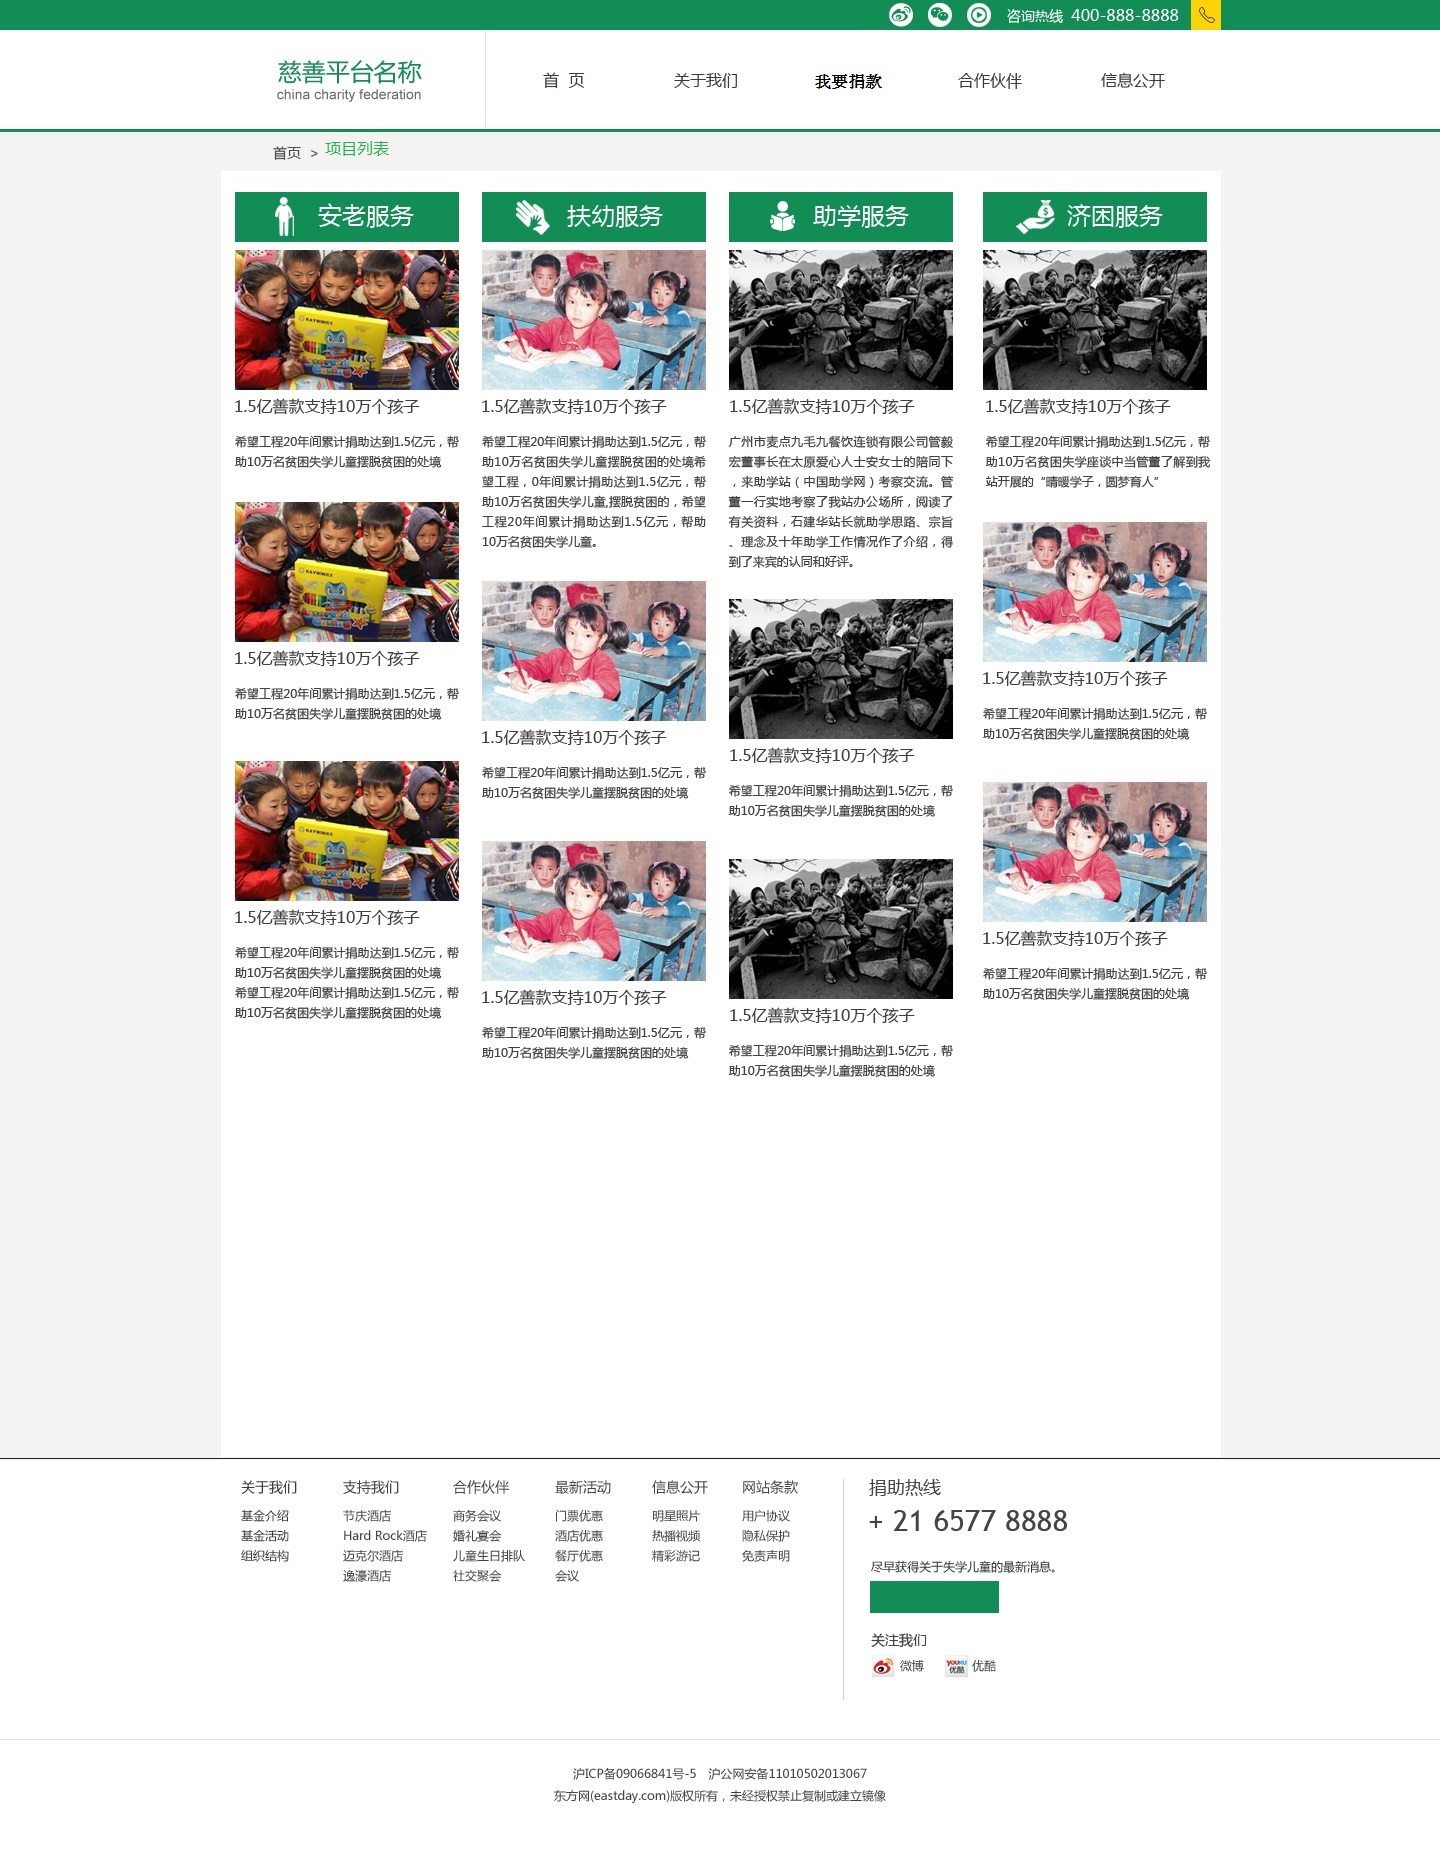 咨询热线 400-888-8888
慈善平台名称
china charity federation
首 页 关于我们 我要捐款 合作伙伴 信息公开
首页 > 项目列表
安老服务
1.5亿善款支持10万个孩子
希望工程20年间累计捐助达到1.5亿元，帮
助10万名贫困失学儿童摆脱贫困的处境
1.5亿善款支持10万个孩子
希望工程20年间累计捐助达到1.5亿元，帮
助10万名贫困失学儿童摆脱贫困的处境
1.5亿善款支持10万个孩子
希望工程20年间累计捐助达到1.5亿元，帮
助10万名贫困失学儿童摆脱贫困的处境
希望工程20年间累计捐助达到1.5亿元，帮
助10万名贫困失学儿童摆脱贫困的处境
扶幼服务
1.5亿善款支持10万个孩子
希望工程20年间累计捐助达到1.5亿元，帮
助10万名贫困失学儿童摆脱贫困的处境希
望工程，0年间累计捐助达到1.5亿元，帮
助10万名贫困失学儿童,摆脱贫困的，希望
工程20年间累计捐助达到1.5亿元，帮助
10万名贫困失学儿童。
1.5亿善款支持10万个孩子
希望工程20年间累计捐助达到1.5亿元，帮
助10万名贫困失学儿童摆脱贫困的处境
1.5亿善款支持10万个孩子
希望工程20年间累计捐助达到1.5亿元，帮
助10万名贫困失学儿童摆脱贫困的处境
助学服务
1.5亿善款支持10万个孩子
广州市麦点九毛九餐饮连锁有限公司管毅
宏董事长在太原爱心人士安女士的陪同下
，来助学站（中国助学网）考察交流。管
董一行实地考察了我站办公场所，阅读了
有关资料，石建华站长就助学思路、宗旨
、理念及十年助学工作情况作了介绍，得
到了来宾的认同和好评。
1.5亿善款支持10万个孩子
希望工程20年间累计捐助达到1.5亿元，帮
助10万名贫困失学儿童摆脱贫困的处境
1.5亿善款支持10万个孩子
希望工程20年间累计捐助达到1.5亿元，帮
助10万名贫困失学儿童摆脱贫困的处境
济困服务
1.5亿善款支持10万个孩子
希望工程20年间累计捐助达到1.5亿元，帮
助10万名贫困失学座谈中当管董了解到我
站开展的“晴暖学子，圆梦育人”
1.5亿善款支持10万个孩子
希望工程20年间累计捐助达到1.5亿元，帮
助10万名贫困失学儿童摆脱贫困的处境
1.5亿善款支持10万个孩子
希望工程20年间累计捐助达到1.5亿元，帮
助10万名贫困失学儿童摆脱贫困的处境
关于我们
基金介绍
基金活动
组织结构
支持我们
节庆酒店
Hard Rock酒店
迈克尔酒店
逸濠酒店
合作伙伴
商务会议
婚礼宴会
儿童生日排队
社交聚会
最新活动
门票优惠
酒店优惠
餐厅优惠
会议
信息公开
明星照片
热播视频
精彩游记
网站条款
用户协议
隐私保护
免责声明
捐助热线
+ 21 6577 8888
尽早获得关于失学儿童的最新消息。
关注我们
微博 优酷
沪ICP备09066841号-5 沪公网安备11010502013067
东方网(eastday.com)版权所有，未经授权禁止复制或建立镜像